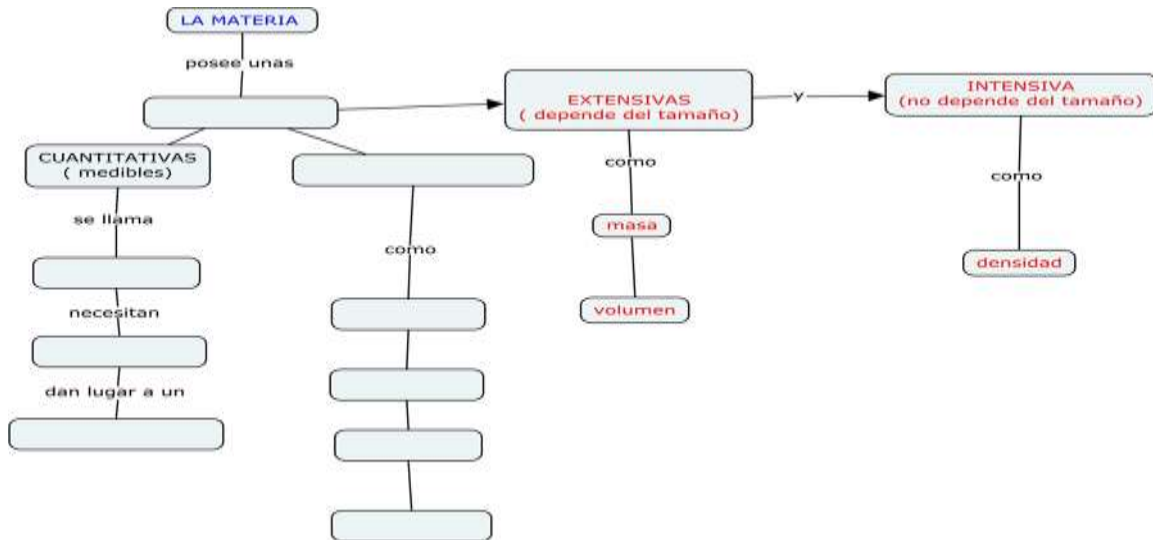 LA MATERIA
posee unas
EXTENSIVAS
( depende del tamaño)
y
INTENSIVA
(no depende del tamaño)
CUANTITATIVAS
( medibles)
como
como
se llama
masa
como
densidad
necesitan
volumen
dan lugar a un